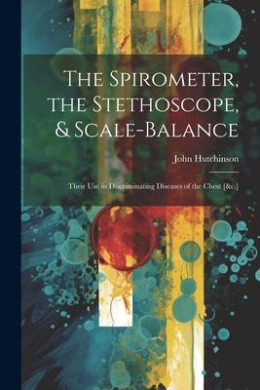 The Spirometer,
the Stethoscope,
& Scale-Balance
John Hutchinson
Their Use in Discriminating Diseases of the Chest [&c.]